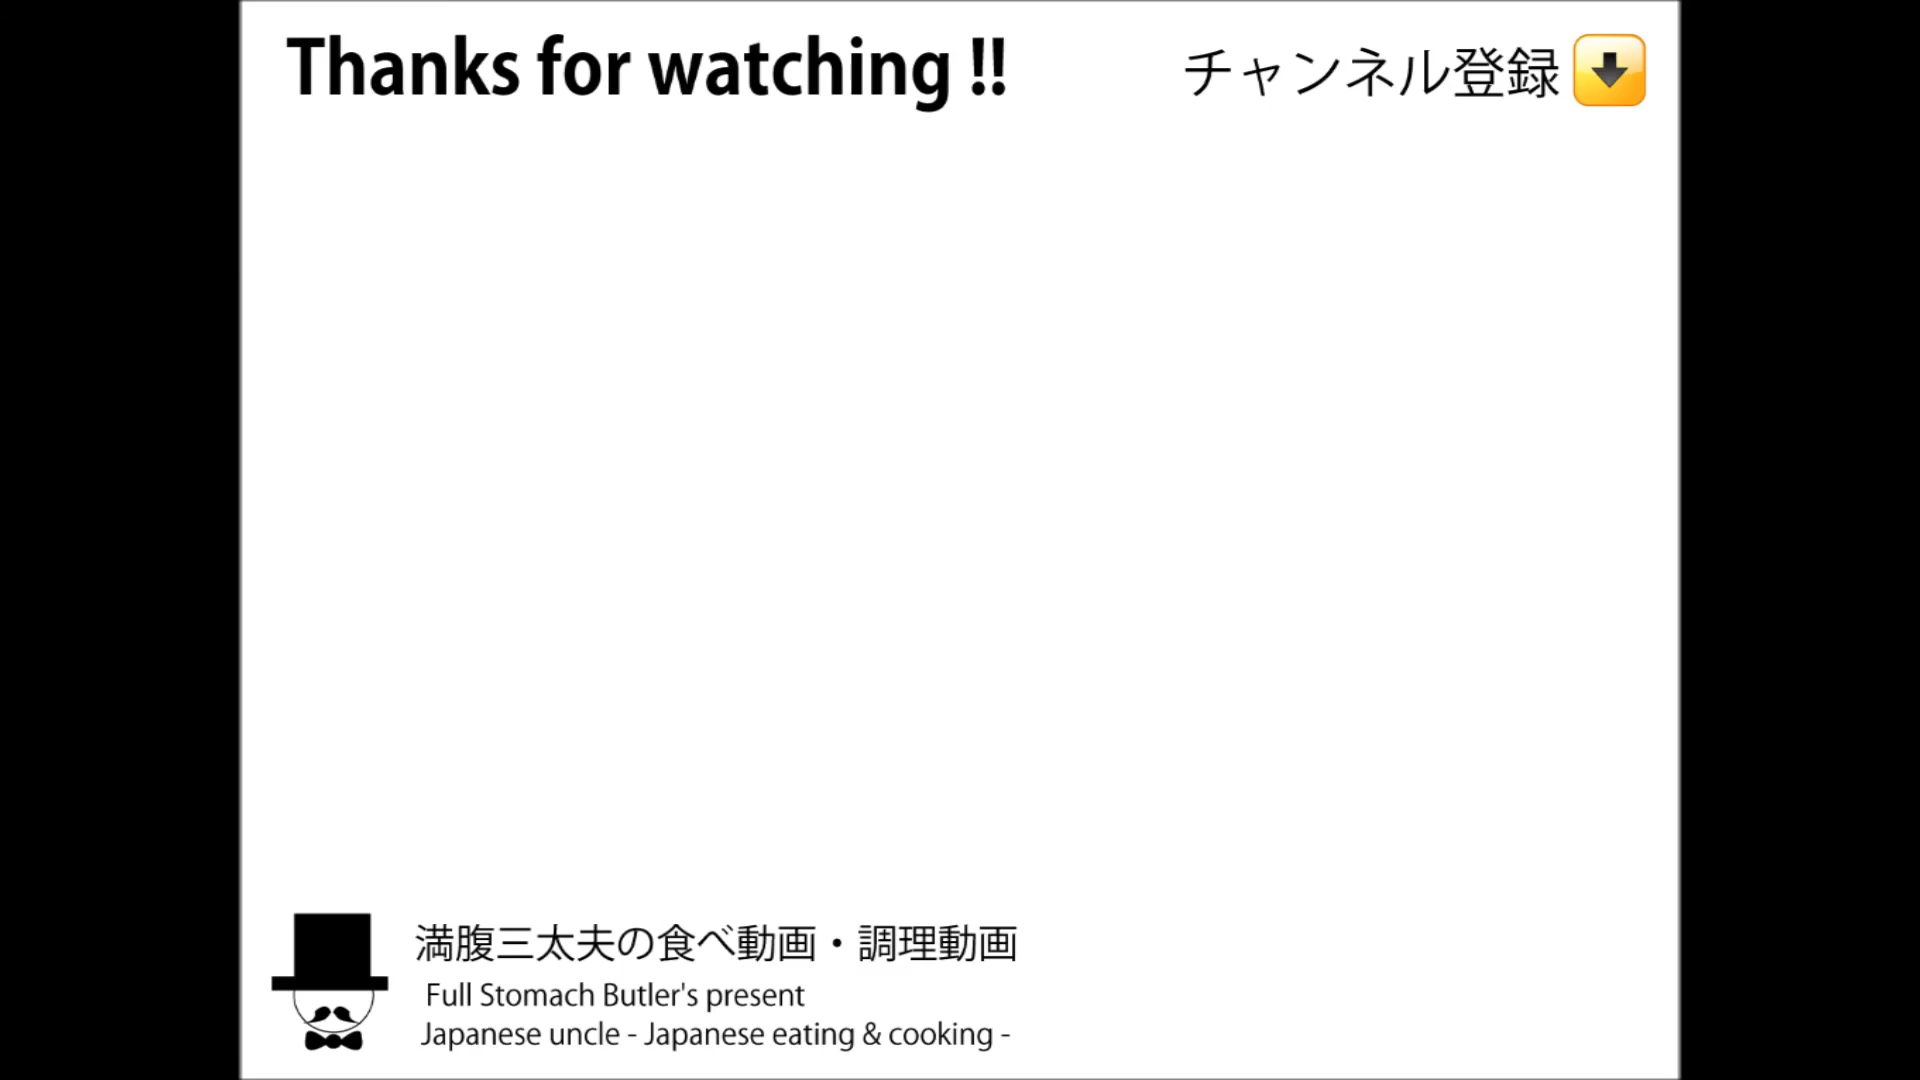 Thanks for watching !!
チャンネル登録
満腹三太夫の食べ動画・調理動画
Full Stomach Butler's present
Japanese uncle - Japanese eating & cooking -